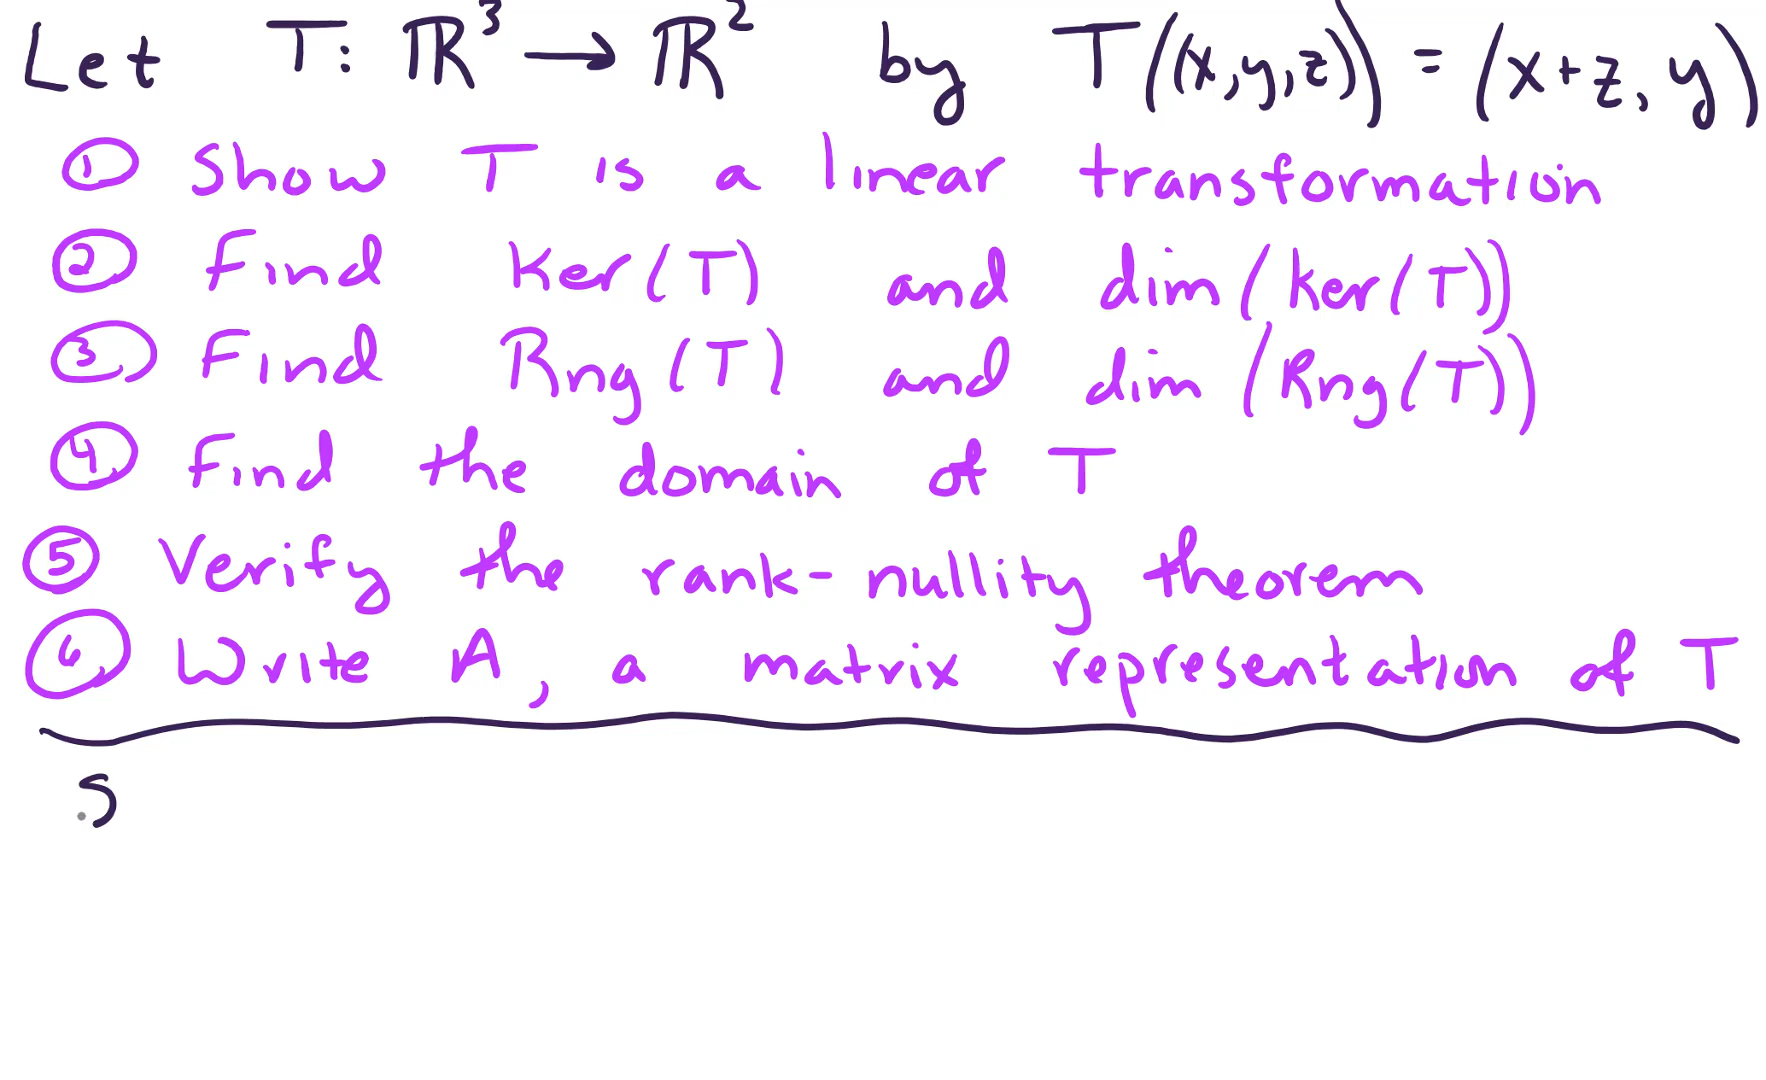 Let T: ℝ³ → ℝ² by T((x,y,z)) = (x+z, y)
① Show T is a linear transformation
② Find Ker(T) and dim(Ker(T))
③ Find Rng(T) and dim(Rng(T))
④ Find the domain of T
⑤ Verify the rank-nullity theorem
⑥ Write A, a matrix representation of T
S